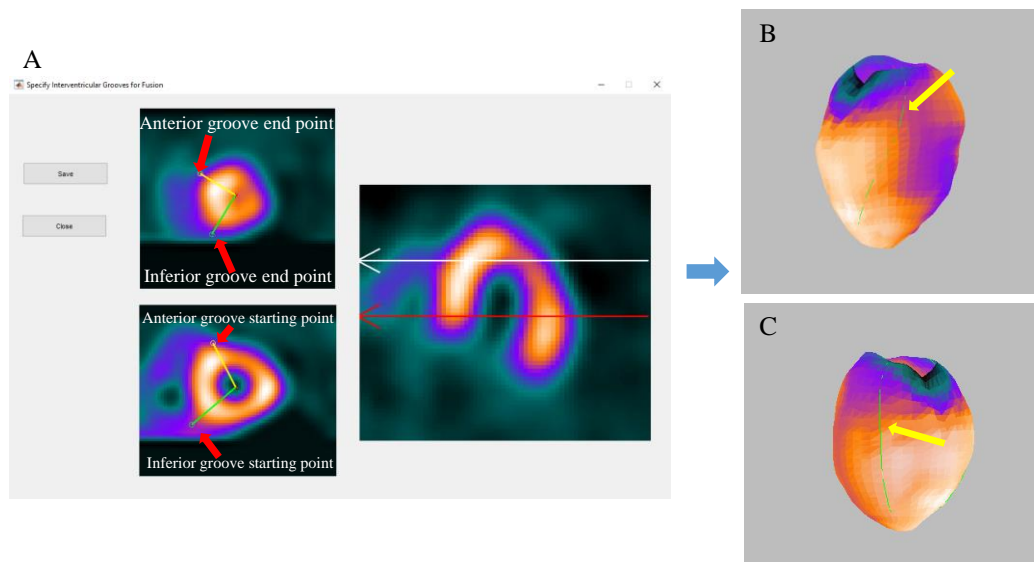 A
Specify Interventricular Grooves for Fusion
Save
Close
Anterior groove end point
Inferior groove end point
Anterior groove starting point
Inferior groove starting point
B
C